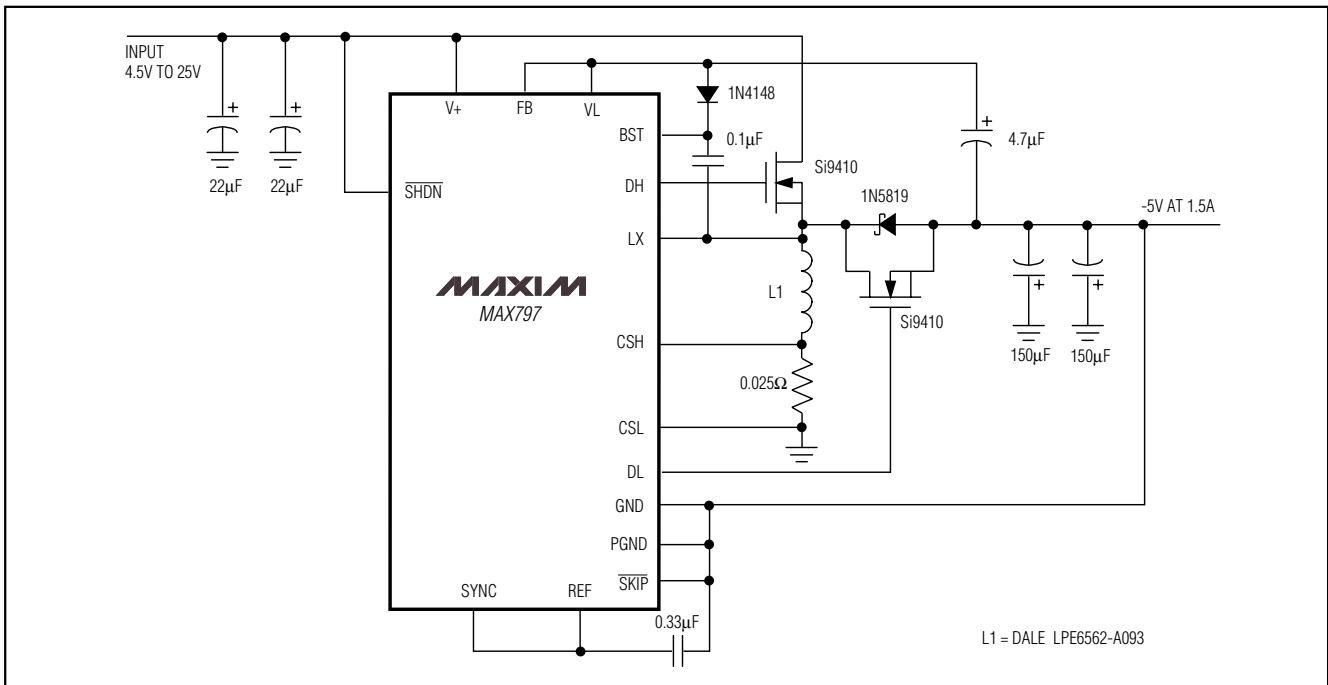 INPUT
4.5V TO 25V
+
+
22µF
22µF
V+
FB
VL
1N4148
BST
0.1µF
+
4.7µF
SHDN
DH
Si9410
1N5819
-5V AT 1.5A
LX
MAXIM
MAX797
L1
Si9410
+
+
150µF
150µF
CSH
0.025Ω
CSL
DL
GND
PGND
SKIP
SYNC
REF
0.33µF
L1 = DALE LPE6562-A093